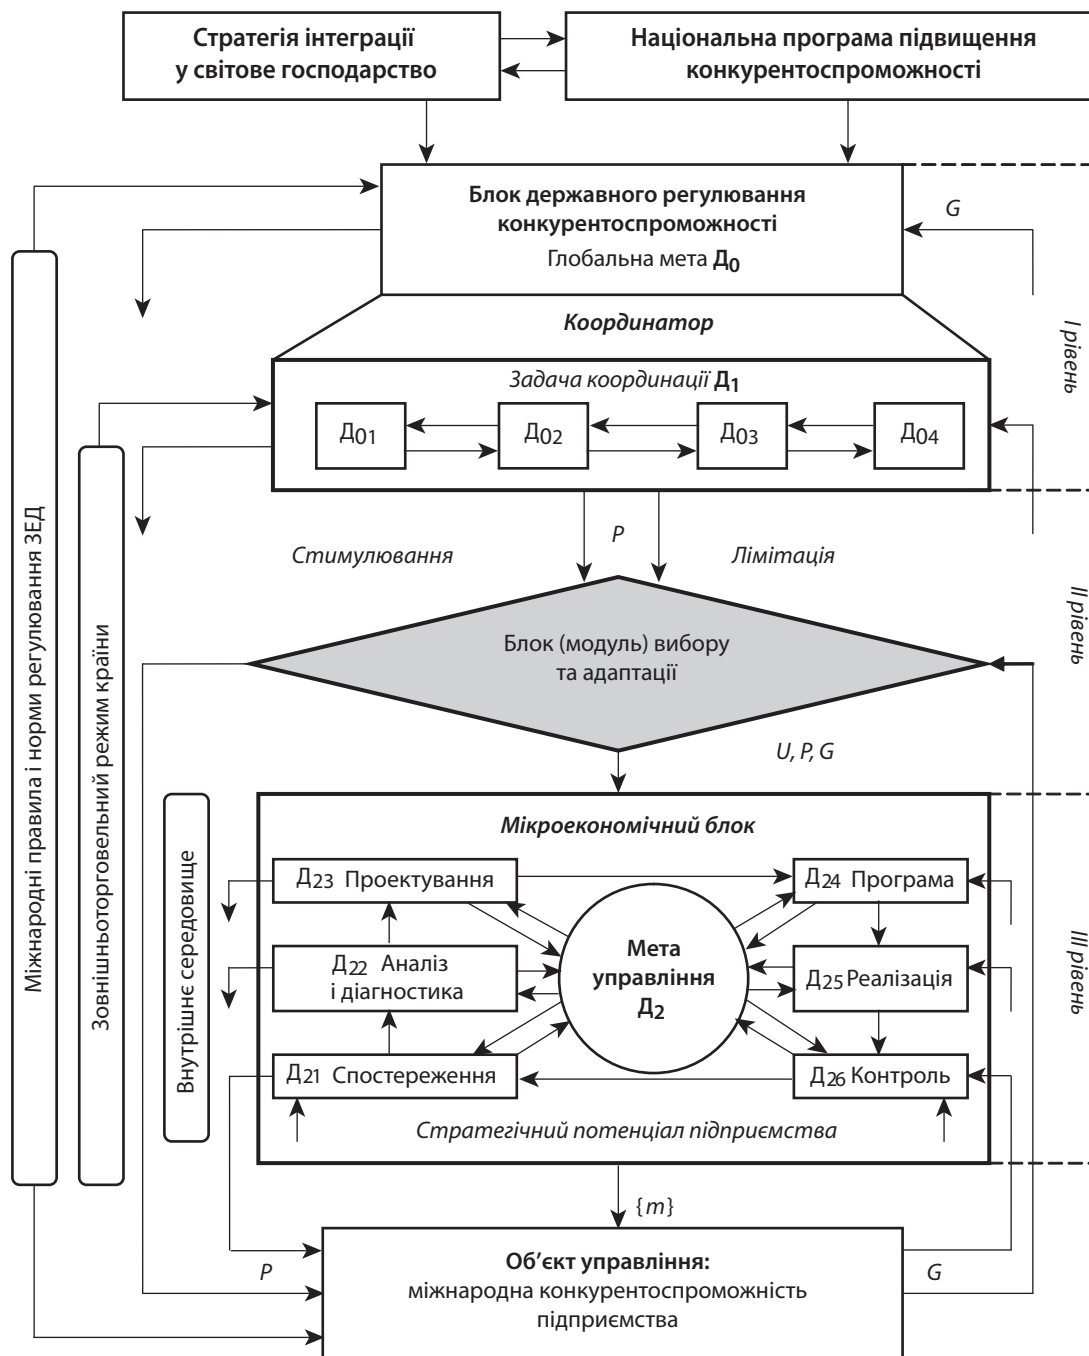 Стратегія інтеграції
у світове господарство
Національна програма підвищення
конкурентоспроможності
Блок державного регулювання
конкурентоспроможності
Глобальна мета Д0
G
Координатор
I рівень
Задача координації Д1
Д01
Д02
Д03
Д04
Стимулювання
P
Лімітація
II рівень
Блок (модуль) вибору
та адаптації
U, P, G
Міжнародні правила і норми регулювання ЗЕД
Зовнішньоторговельний режим країни
Внутрішнє середовище
Мікроекономічний блок
Д23 Проектування
Д24 Програма
Мета
управління
Д2
Д22 Аналіз
і діагностика
Д25 Реалізація
III рівень
Д21 Спостереження
Д26 Контроль
Стратегічний потенціал підприємства
{m}
P
Об’єкт управління:
міжнародна конкурентоспроможність
підприємства
G